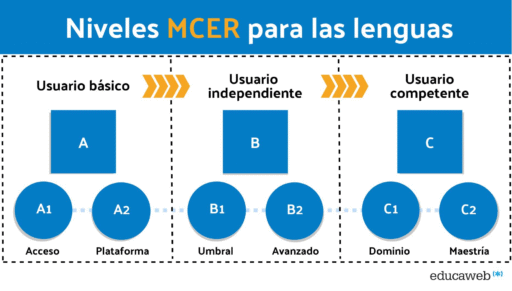 Niveles MCER para las lenguas
Usuario básico
Usuario
independiente
Usuario
competente
A
B
C
A1
A2
B1
B2
C1
C2
Acceso
Plataforma
Umbral
Avanzado
Dominio
Maestría
educaweb(*)